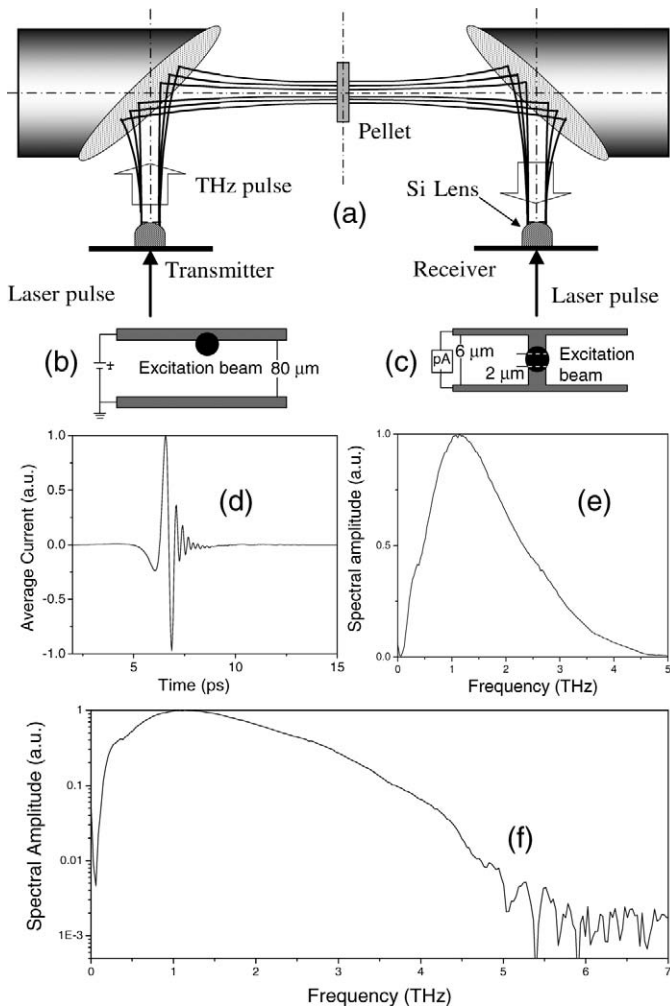 Pellet
THz pulse
Si Lens
(a)
Transmitter
Receiver
Laser pulse
Laser pulse
(b)
Excitation beam
80 μm
(c)
pA
6 μm
2 μm
Excitation
beam
Average Current (a.u.)
1.0
0.5
0.0
-0.5
-1.0
(d)
5
10
15
Time (ps)
Spectral amplitude (a.u.)
1.0
0.5
0.0
(e)
0
1
2
3
4
5
Frequency (THz)
Spectral Amplitude (a.u.)
1
0.1
0.01
1E-3
(f)
0
1
2
3
4
5
6
7
Frequency (THz)